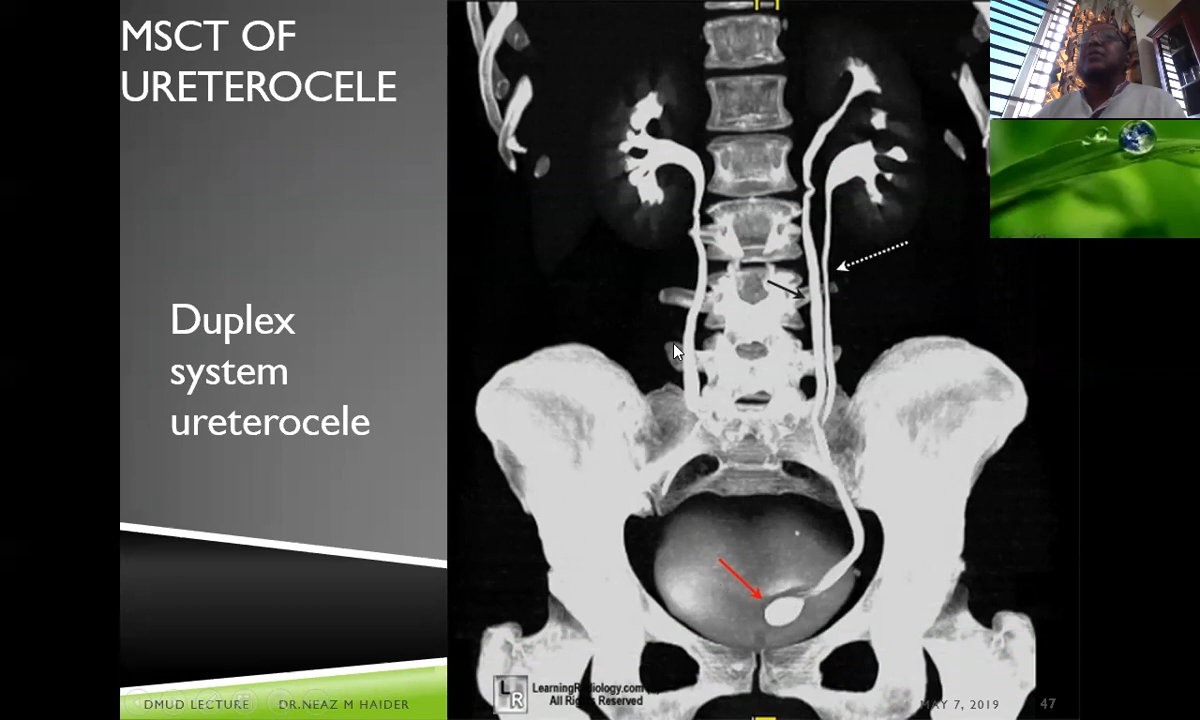 MSCT OF
URETEROCELE
Duplex
system
ureterocele
LR
LearningRadiology.com
All Rights Reserved
DMUD LECTURE DR.NEAZ M HAIDER
MAY 7, 2019 47